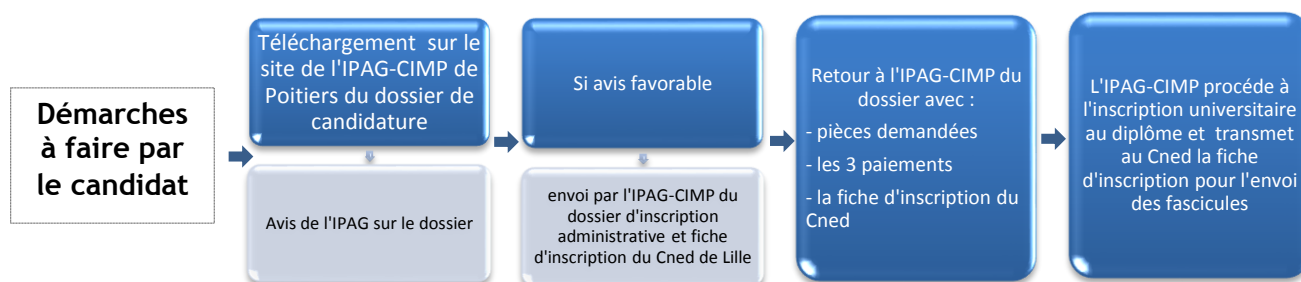 Démarches
à faire par
le candidat
Téléchargement sur le
site de l'IPAG-CIMP de
Poitiers du dossier de
candidature
Avis de l'IPAG sur le dossier
Si avis favorable
envoi par l'IPAG-CIMP du
dossier d'inscription
administrative et fiche
d'inscription du Cned de Lille
Retour à l'IPAG-CIMP du
dossier avec :
- pièces demandées
- les 3 paiements
- la fiche d'inscription du
Cned
L'IPAG-CIMP procéde à
l'inscription universitaire
au diplôme et transmet
au Cned la fiche
d'inscription pour l'envoi
des fascicules